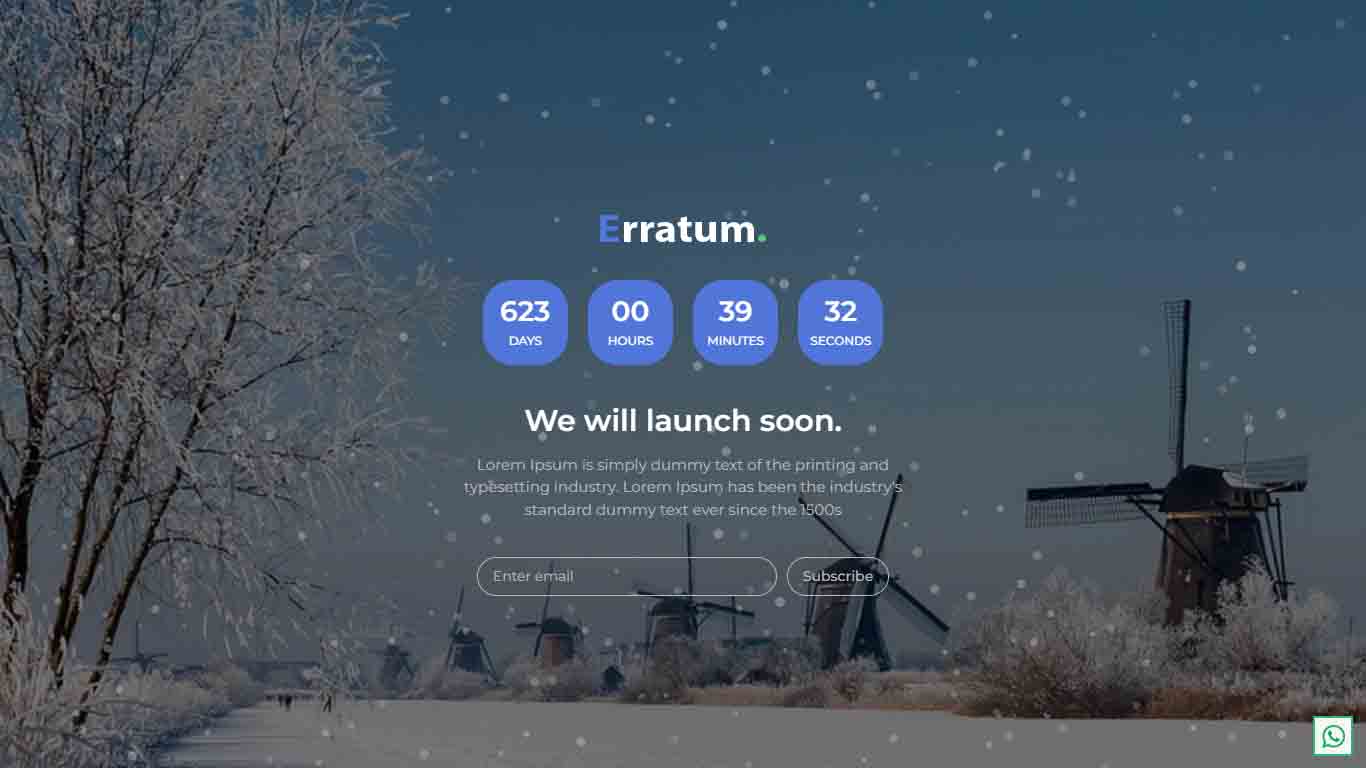 Erratum.
623 00 39 32
DAYS HOURS MINUTES SECONDS
We will launch soon.
Lorem Ipsum is simply dummy text of the printing and
typesetting industry. Lorem Ipsum has been the industry's
standard dummy text ever since the 1500s
Enter email Subscribe